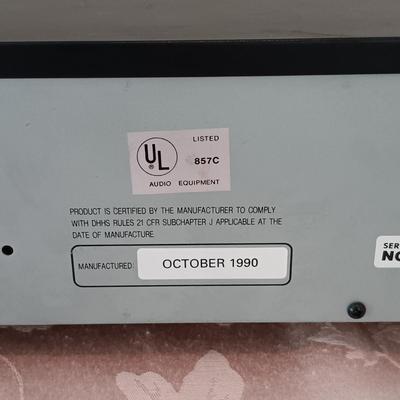 LISTED
UL
857C
AUDIO EQUIPMENT
PRODUCT IS CERTIFIED BY THE MANUFACTURER TO COMPLY
WITH DHHS RULES 21 CFR SUBCHAPTER J APPLICABLE AT THE
DATE OF MANUFACTURE
MANUFACTURED: OCTOBER 1990